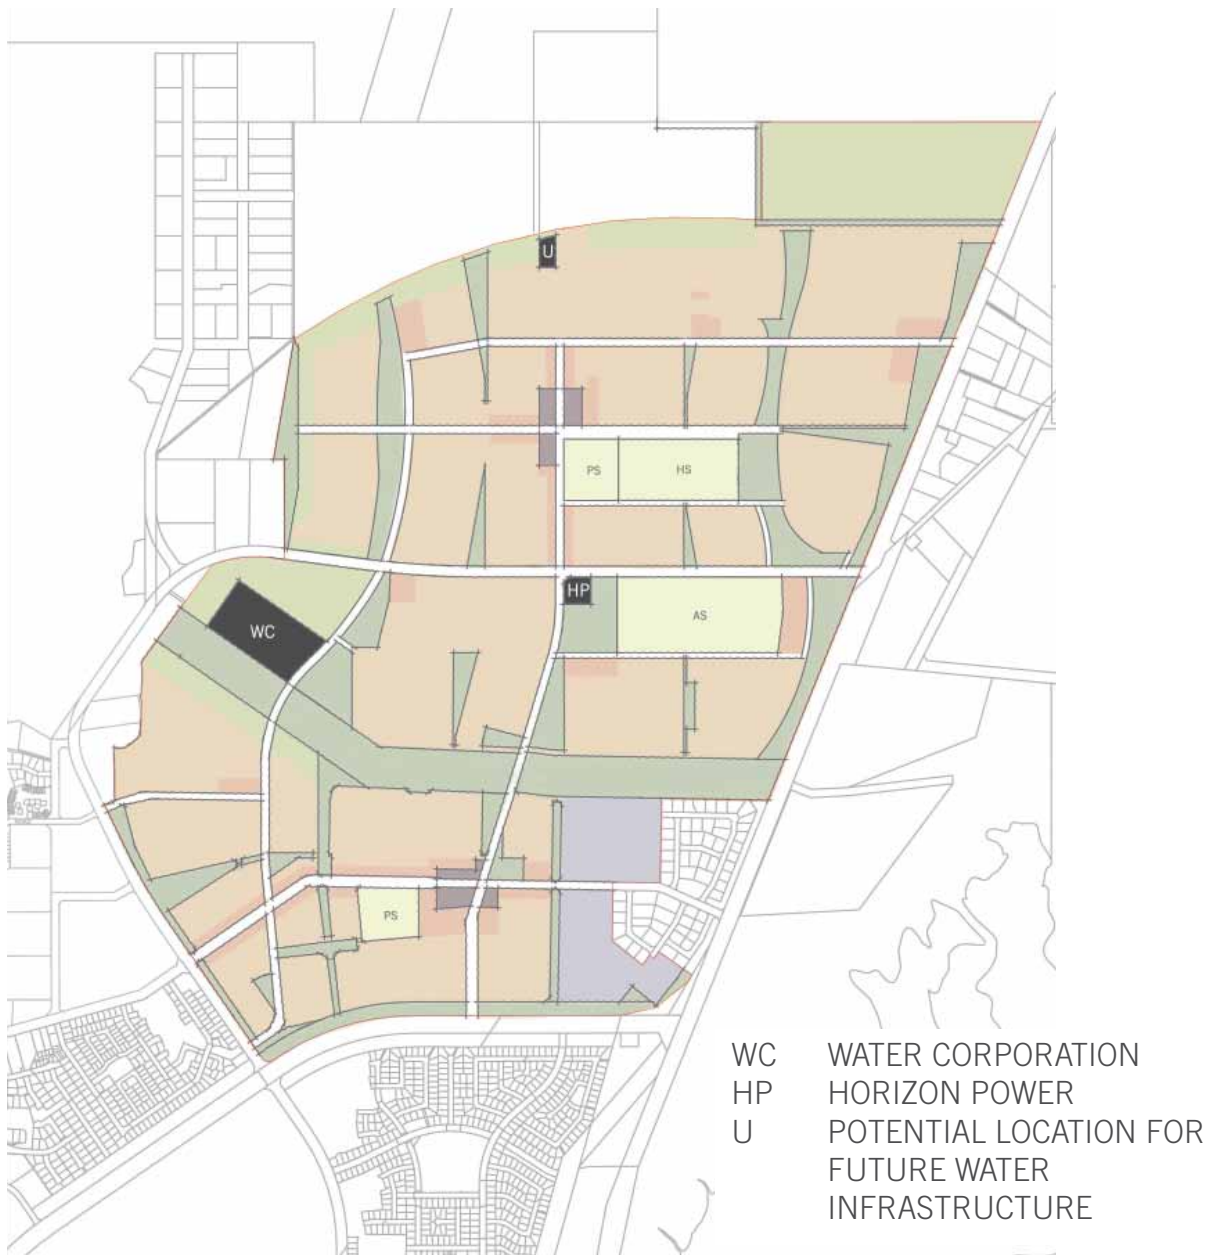 U
PS HS
HP
AS
WC
PS
WC WATER CORPORATION
HP HORIZON POWER
U POTENTIAL LOCATION FOR
FUTURE WATER
INFRASTRUCTURE